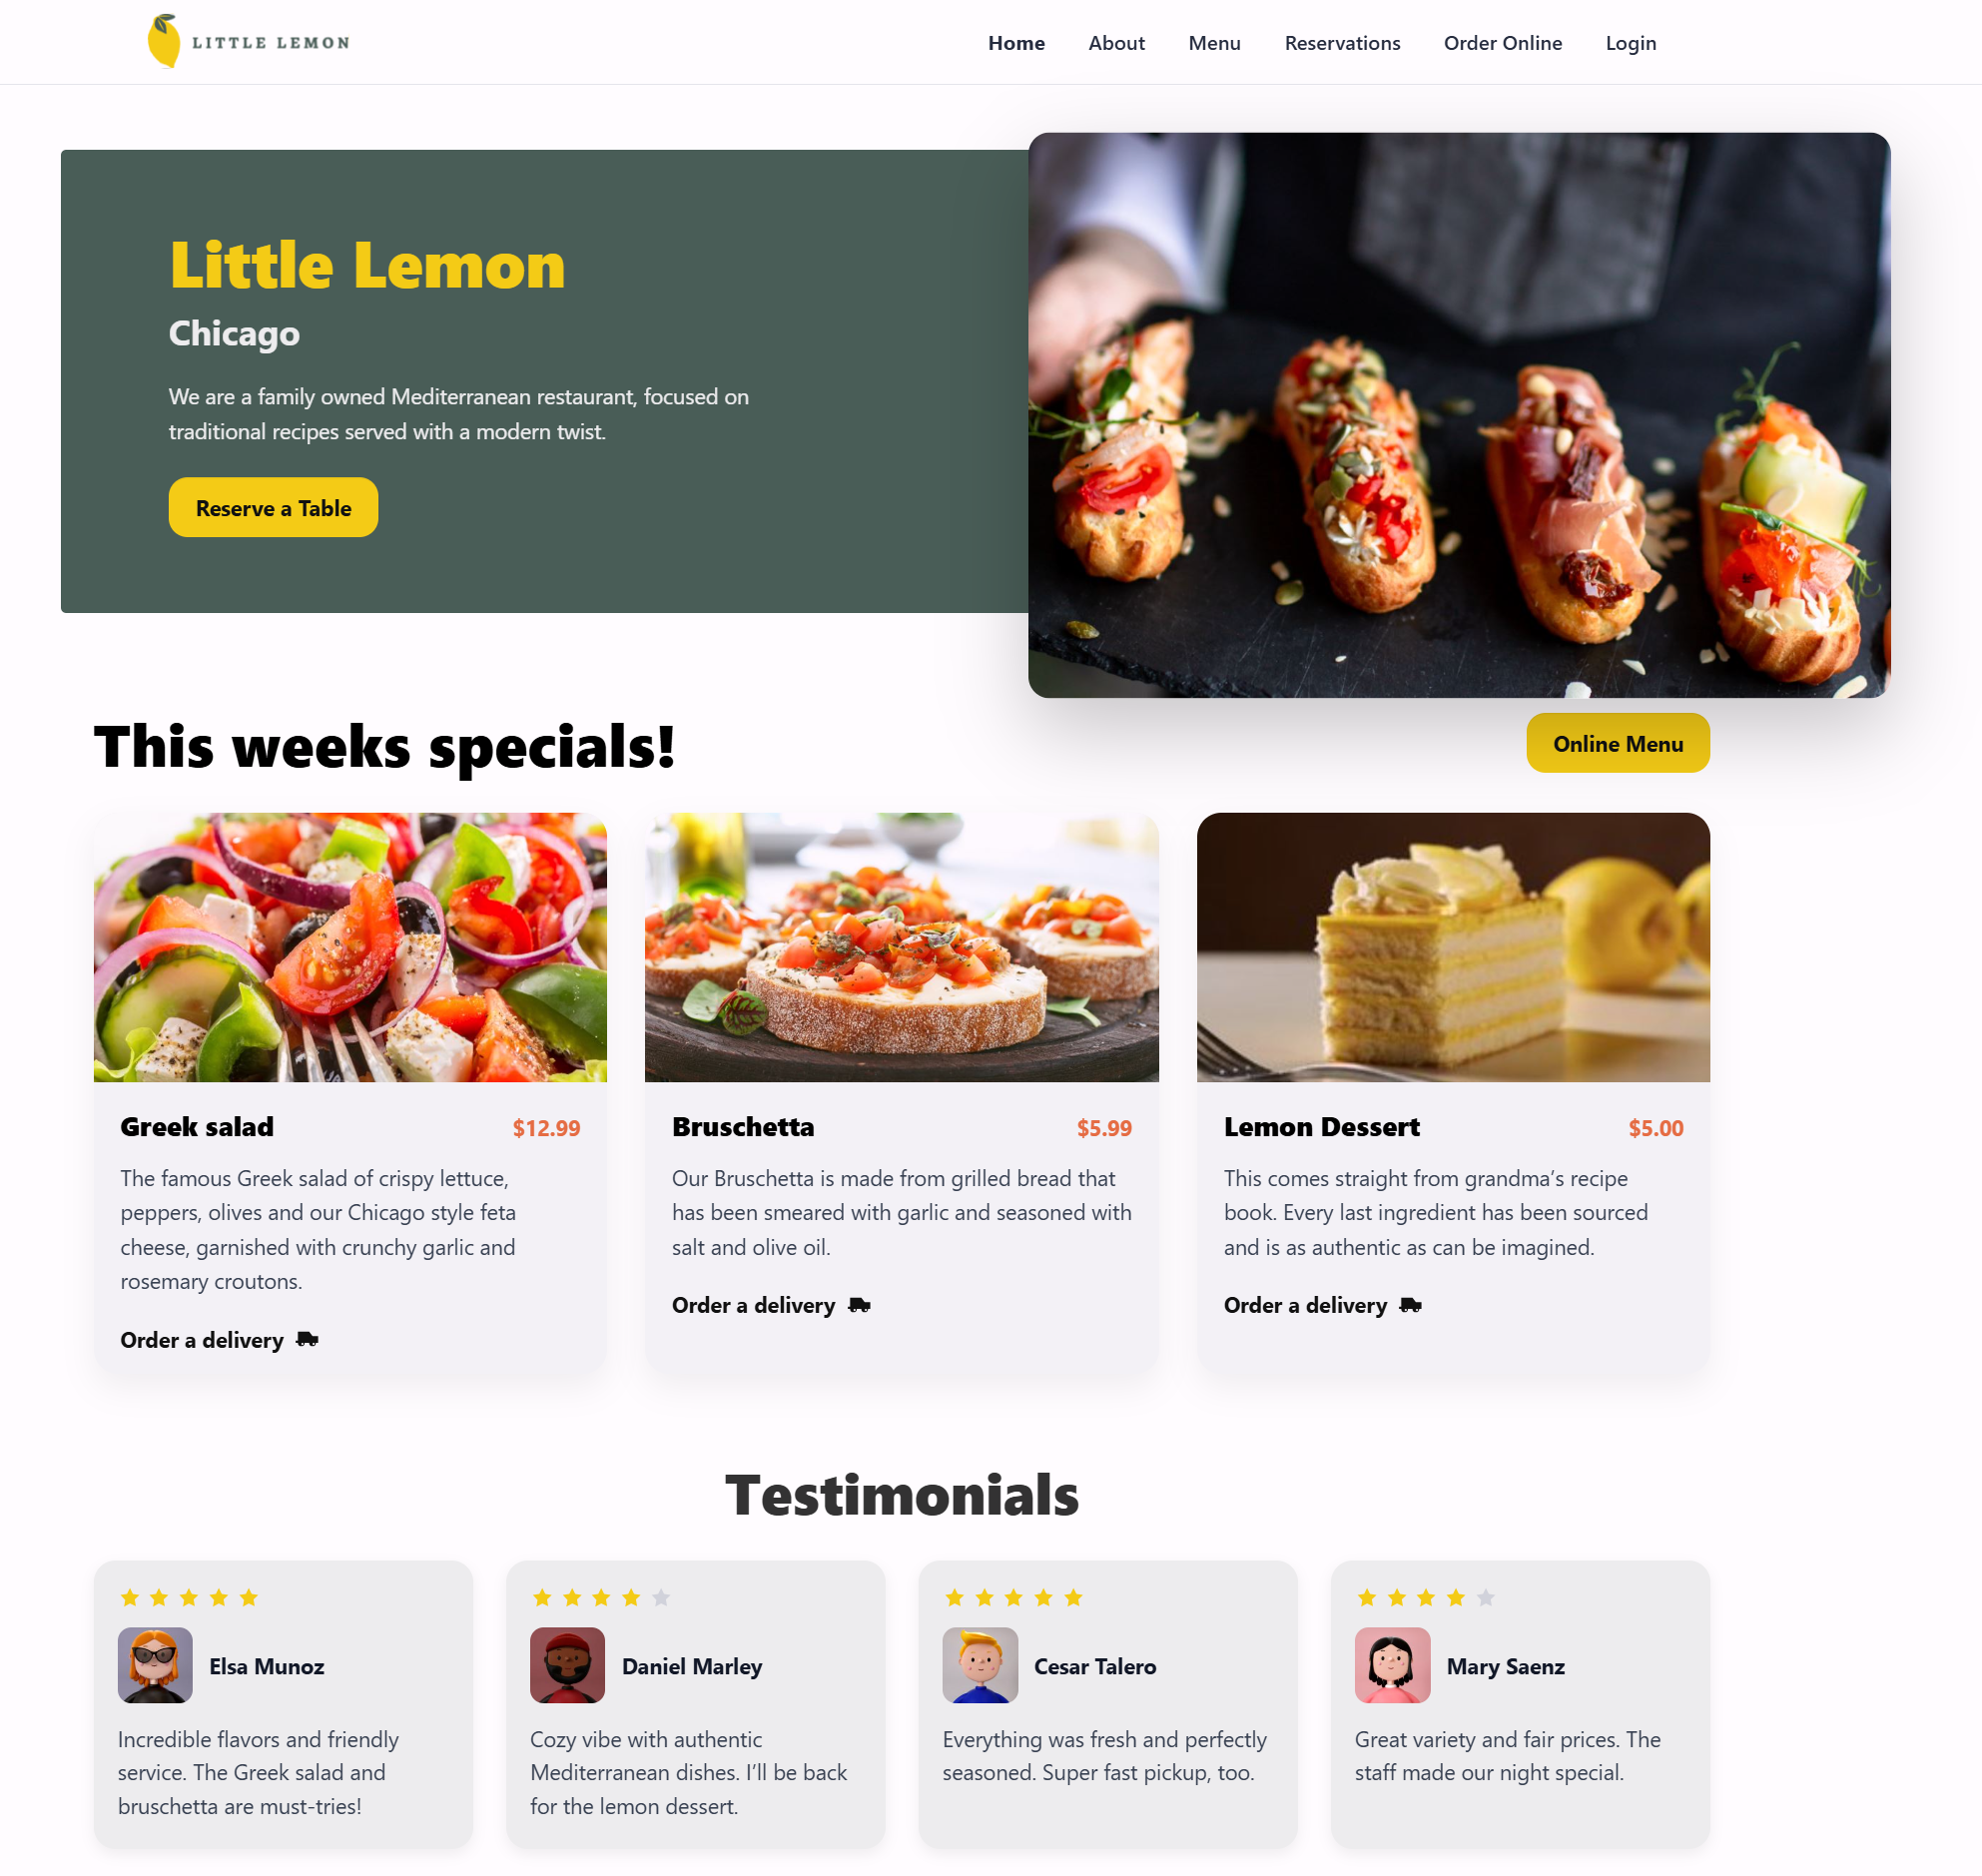 LITTLE LEMON
Home About Menu Reservations Order Online Login
Little Lemon
Chicago
We are a family owned Mediterranean restaurant, focused on
traditional recipes served with a modern twist.
Reserve a Table
This weeks specials!
Online Menu
Greek salad $12.99
The famous Greek salad of crispy lettuce,
peppers, olives and our Chicago style feta
cheese, garnished with crunchy garlic and
rosemary croutons.
Order a delivery
Bruschetta $5.99
Our Bruschetta is made from grilled bread that
has been smeared with garlic and seasoned with
salt and olive oil.
Order a delivery
Lemon Dessert $5.00
This comes straight from grandma’s recipe
book. Every last ingredient has been sourced
and is as authentic as can be imagined.
Order a delivery
Testimonials
Elsa Munoz
Incredible flavors and friendly
service. The Greek salad and
bruschetta are must-tries!
Daniel Marley
Cozy vibe with authentic
Mediterranean dishes. I’ll be back
for the lemon dessert.
Cesar Talero
Everything was fresh and perfectly
seasoned. Super fast pickup, too.
Mary Saenz
Great variety and fair prices. The
staff made our night special.